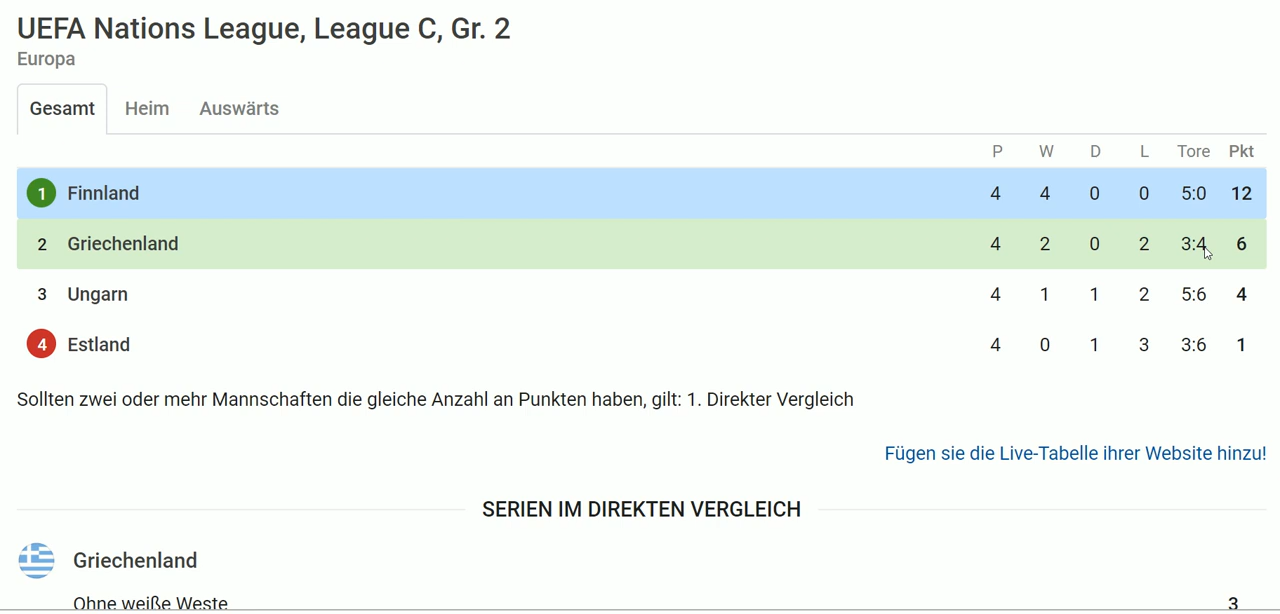 UEFA Nations League, League C, Gr. 2
Europa
Gesamt Heim Auswärts
P W D L Tore Pkt
1 Finnland 4 4 0 0 5:0 12
2 Griechenland 4 2 0 2 3:4 6
3 Ungarn 4 1 1 2 5:6 4
4 Estland 4 0 1 3 3:6 1
Sollten zwei oder mehr Mannschaften die gleiche Anzahl an Punkten haben, gilt: 1. Direkter Vergleich
Fügen sie die Live-Tabelle ihrer Website hinzu!
SERIEN IM DIREKTEN VERGLEICH
Griechenland
Ohne weiße Weste 3